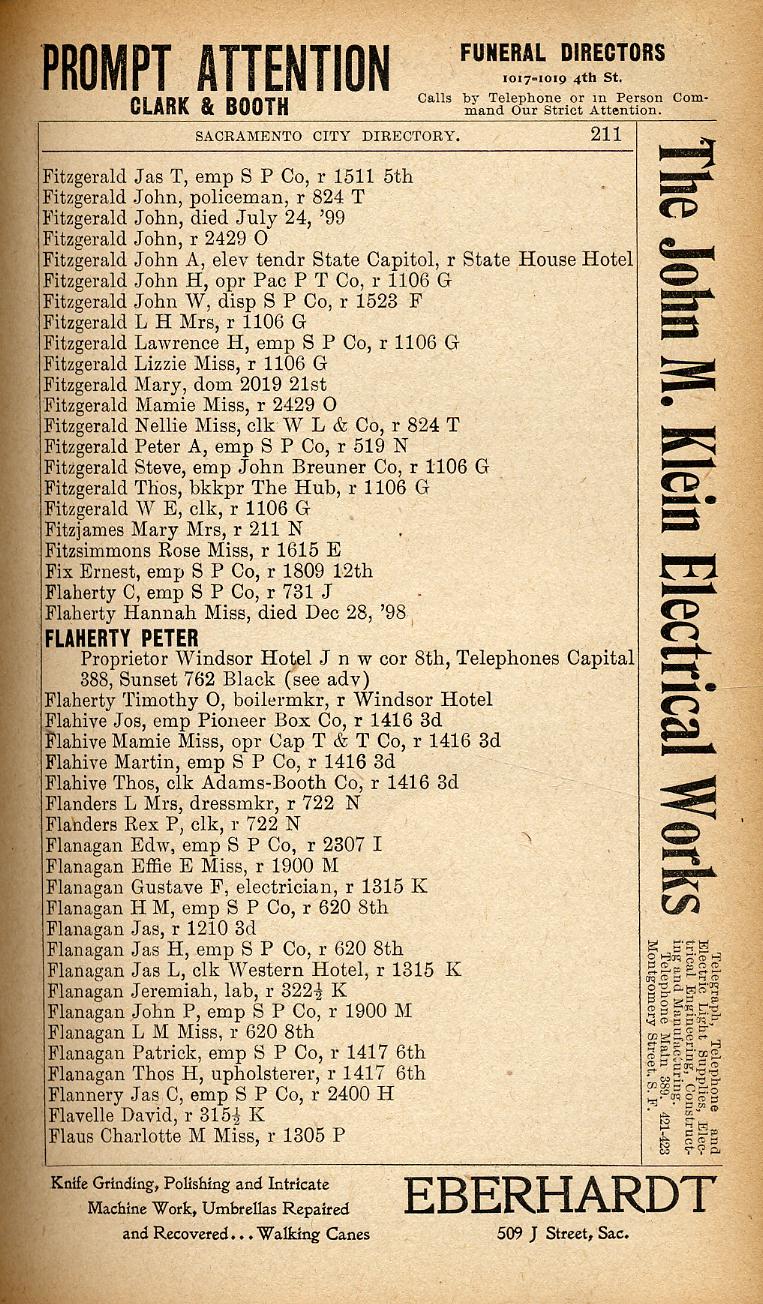 PROMPT ATTENTION
CLARK & BOOTH
FUNERAL DIRECTORS
1017-1019 4th St.
Calls by Telephone or in Person Com-
mand Our Strict Attention.
SACRAMENTO CITY DIRECTORY. 211
Fitzgerald Jas T, emp S P Co, r 1511 5th
Fitzgerald John, policeman, r 824 T
Fitzgerald John, died July 24, '99
Fitzgerald John, r 2429 O
Fitzgerald John A, elev tendr State Capitol, r State House Hotel
Fitzgerald John H, opr Pac P T Co, r 1106 G
Fitzgerald John W, disp S P Co, r 1523 F
Fitzgerald L H Mrs, r 1106 G
Fitzgerald Lawrence H, emp S P Co, r 1106 G
Fitzgerald Lizzie Miss, r 1106 G
Fitzgerald Mary, dom 2019 21st
Fitzgerald Mamie Miss, r 2429 O
Fitzgerald Nellie Miss, clk W L & Co, r 824 T
Fitzgerald Peter A, emp S P Co, r 519 N
Fitzgerald Steve, emp John Breuner Co, r 1106 G
Fitzgerald Thos, bkkpr The Hub, r 1106 G
Fitzgerald W E, clk, r 1106 G
Fitzjames Mary Mrs, r 211 N
Fitzsimmons Rose Miss, r 1615 E
Fix Ernest, emp S P Co, r 1809 12th
Flaherty C, emp S P Co, r 731 J
Flaherty Hannah Miss, died Dec 28, '98
FLAHERTY PETER
Proprietor Windsor Hotel J n w cor 8th, Telephones Capital
388, Sunset 762 Black (see adv)
Flaherty Timothy O, boilermkr, r Windsor Hotel
Flahive Jos, emp Pioneer Box Co, r 1416 3d
Flahive Mamie Miss, opr Cap T & T Co, r 1416 3d
Flahive Martin, emp S P Co, r 1416 3d
Flahive Thos, clk Adams-Booth Co, r 1416 3d
Flanders L Mrs, dressmkr, r 722 N
Flanders Rex P, clk, r 722 N
Flanagan Edw, emp S P Co, r 2307 I
Flanagan Effie E Miss, r 1900 M
Flanagan Gustave F, electrician, r 1315 K
Flanagan H M, emp S P Co, r 620 8th
Flanagan Jas, r 1210 3d
Flanagan Jas H, emp S P Co, r 620 8th
Flanagan Jas L, clk Western Hotel, r 1315 K
Flanagan Jeremiah, lab, r 322½ K
Flanagan John P, emp S P Co, r 1900 M
Flanagan L M Miss, r 620 8th
Flanagan Patrick, emp S P Co, r 1417 6th
Flanagan Thos H, upholsterer, r 1417 6th
Flannery Jas C, emp S P Co, r 2400 H
Flavelle David, r 315½ K
Flaus Charlotte M Miss, r 1305 P
The John M. Klein Electrical Works
Telegraph, Telephone and
Electric Light Supplies, Elec-
trical Engineering, Construct-
ing and Manufacturing.
Telephone Main 389. 421-423
Montgomery Street, S. F.
Knife Grinding, Polishing and Intricate
Machine Work, Umbrellas Repaired
and Recovered... Walking Canes
EBERHARDT
509 J Street, Sac.